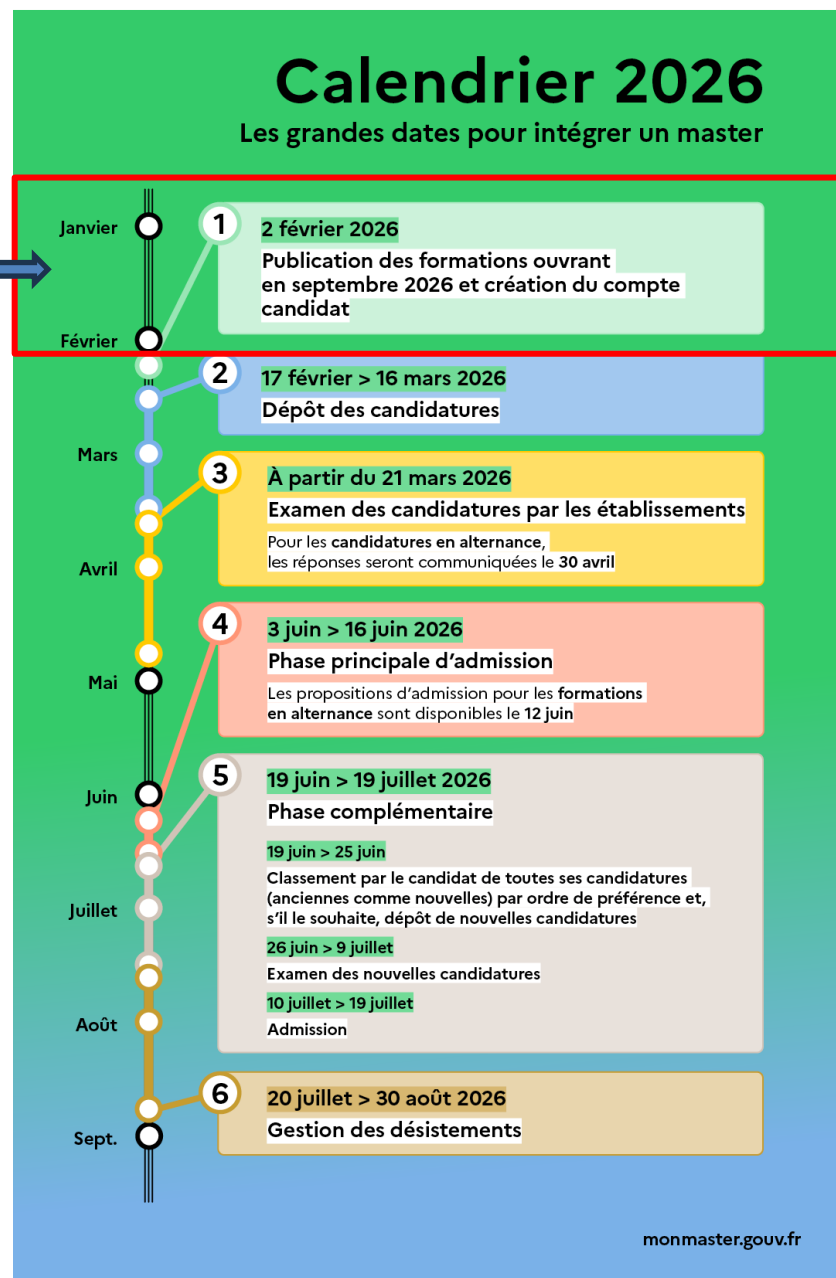 Calendrier 2026
Les grandes dates pour intégrer un master
Janvier
1
2 février 2026
Publication des formations ouvrant
en septembre 2026 et création du compte
candidat
Février
2
17 février > 16 mars 2026
Dépôt des candidatures
Mars
3
À partir du 21 mars 2026
Examen des candidatures par les établissements
Pour les candidatures en alternance,
les réponses seront communiquées le 30 avril
Avril
4
3 juin > 16 juin 2026
Phase principale d'admission
Mai
Les propositions d'admission pour les formations
en alternance sont disponibles le 12 juin
5
19 juin > 19 juillet 2026
Juin
Phase complémentaire
19 juin > 25 juin
Classement par le candidat de toutes ses candidatures
(anciennes comme nouvelles) par ordre de préférence et,
s'il le souhaite, dépôt de nouvelles candidatures
Juillet
26 juin > 9 juillet
Examen des nouvelles candidatures
10 juillet > 19 juillet
Admission
Août
6
20 juillet > 30 août 2026
Gestion des désistements
Sept.
monmaster.gouv.fr